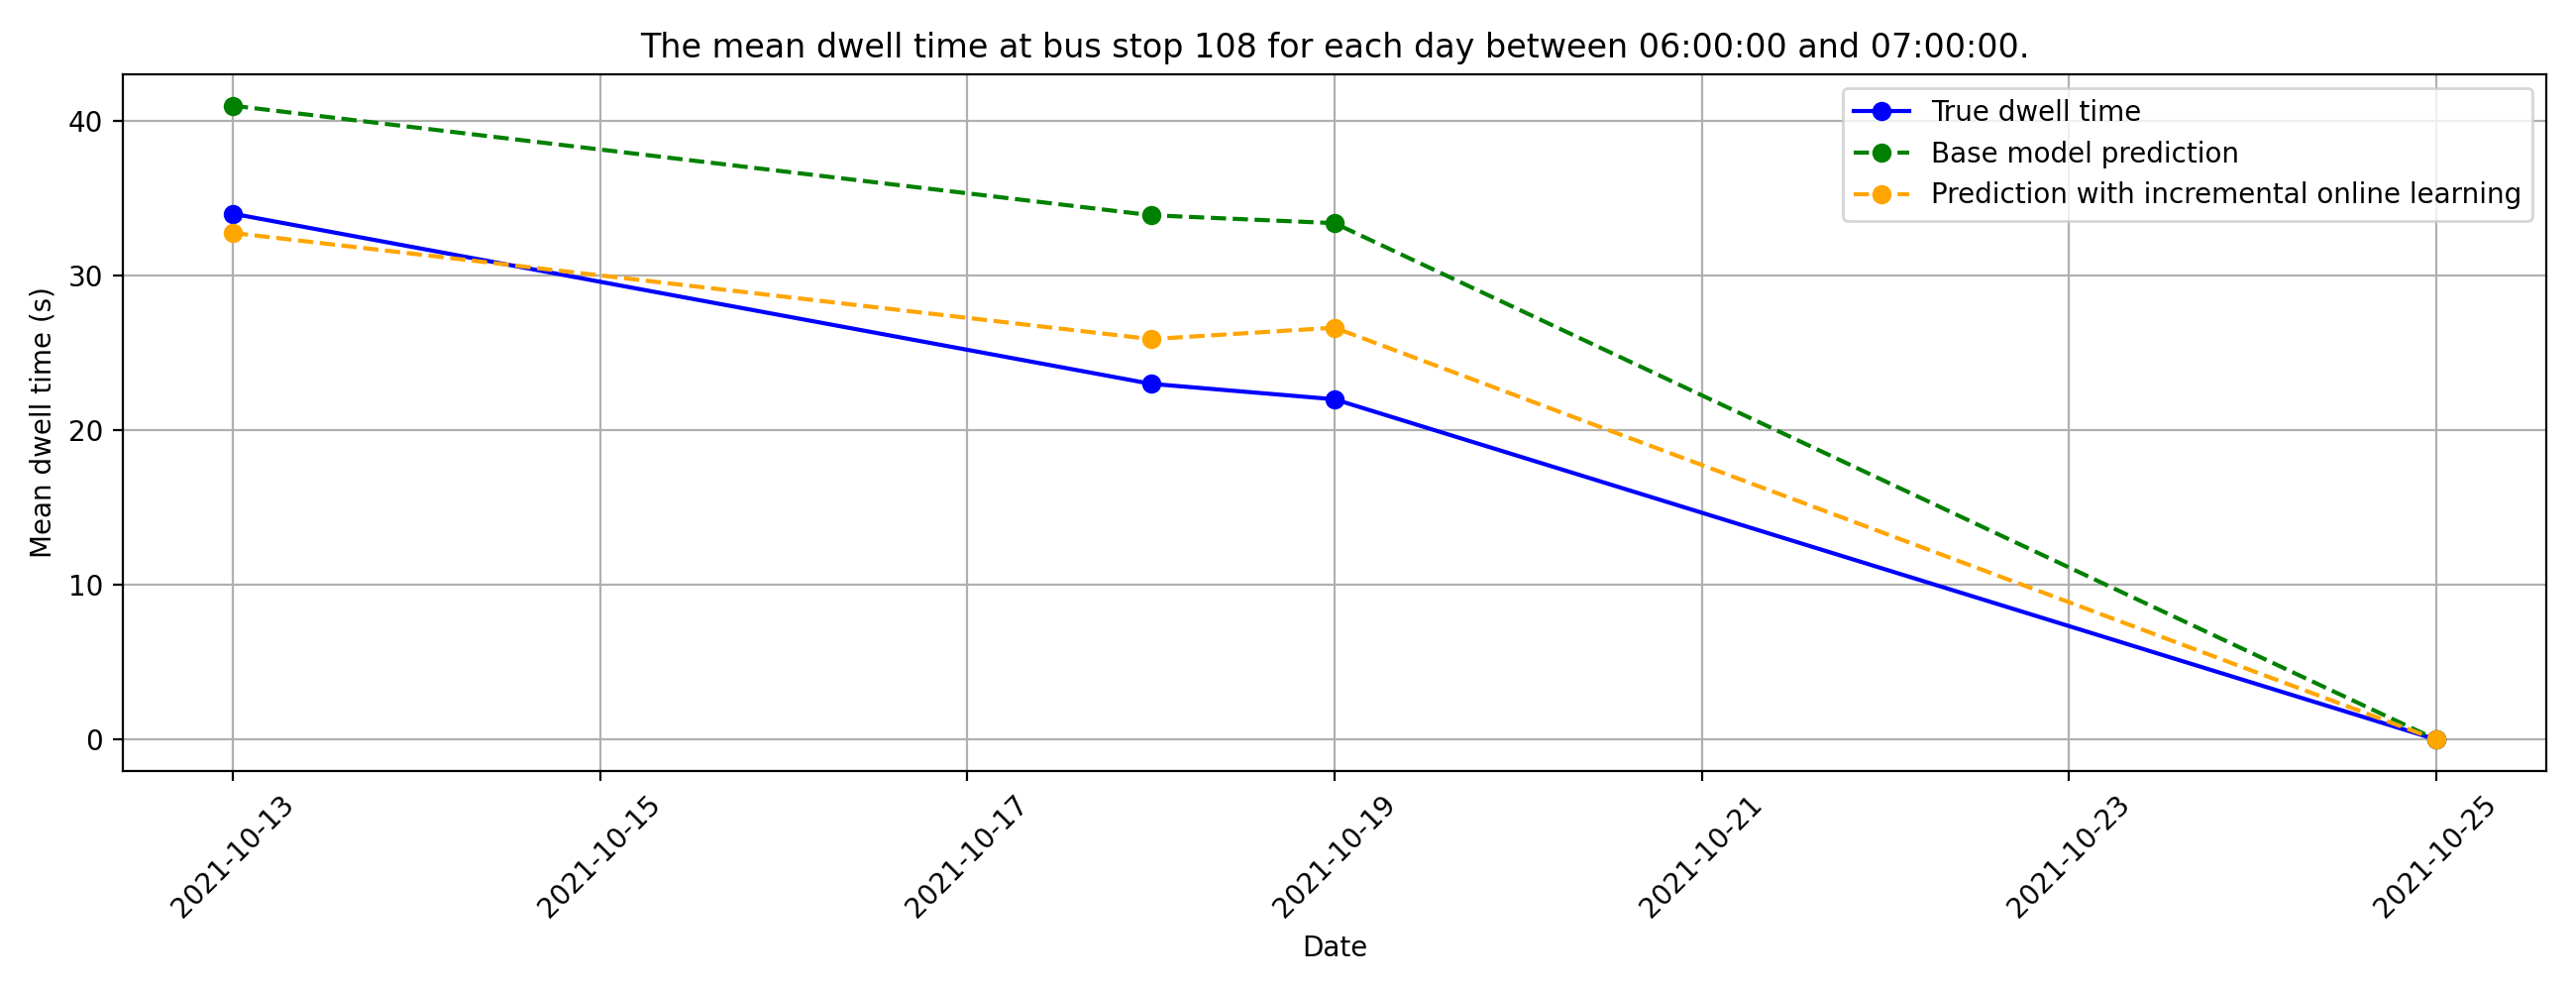 The mean dwell time at bus stop 108 for each day between 06:00:00 and 07:00:00.
True dwell time
Base model prediction
Prediction with incremental online learning
Mean dwell time (s)
40
30
20
10
0
2021-10-13
2021-10-15
2021-10-17
2021-10-19
2021-10-21
2021-10-23
2021-10-25
Date